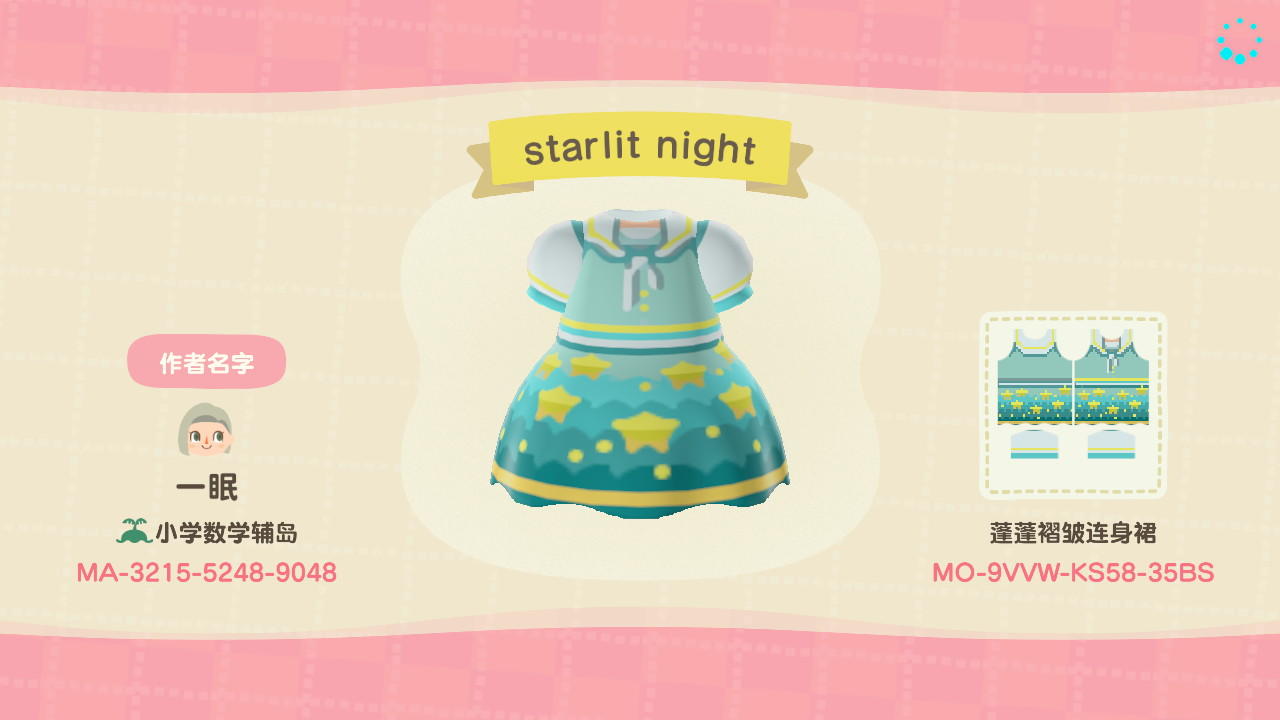 starlit night
作者名字
一眠
小学数学辅岛
MA-3215-5248-9048
蓬蓬褶皱连身裙
MO-9VVW-KS58-35BS